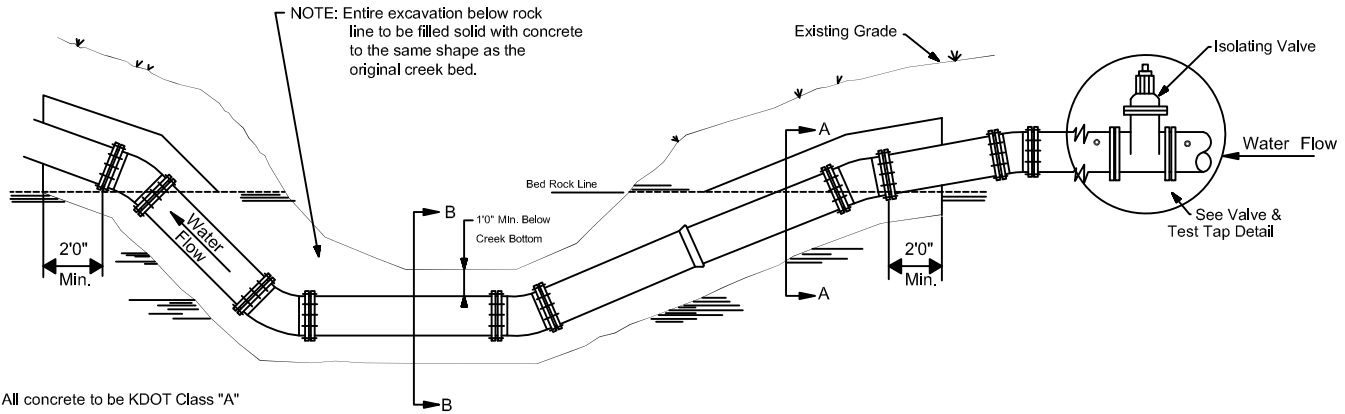 NOTE: Entire excavation below rock
line to be filled solid with concrete
to the same shape as the
original creek bed.
Existing Grade
Isolating Valve
A
Water Flow
Bed Rock Line
B
1'0" Min. Below
Creek Bottom
Water
Flow
See Valve &
Test Tap Detail
2'0"
Min.
2'0"
Min.
A
B
All concrete to be KDOT Class "A"